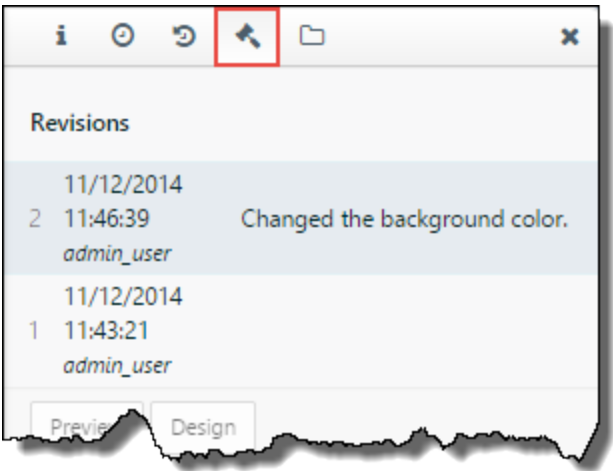 Revisions
11/12/2014
2 11:46:39 Changed the background color.
admin_user
11/12/2014
1 11:43:21
admin_user
Design